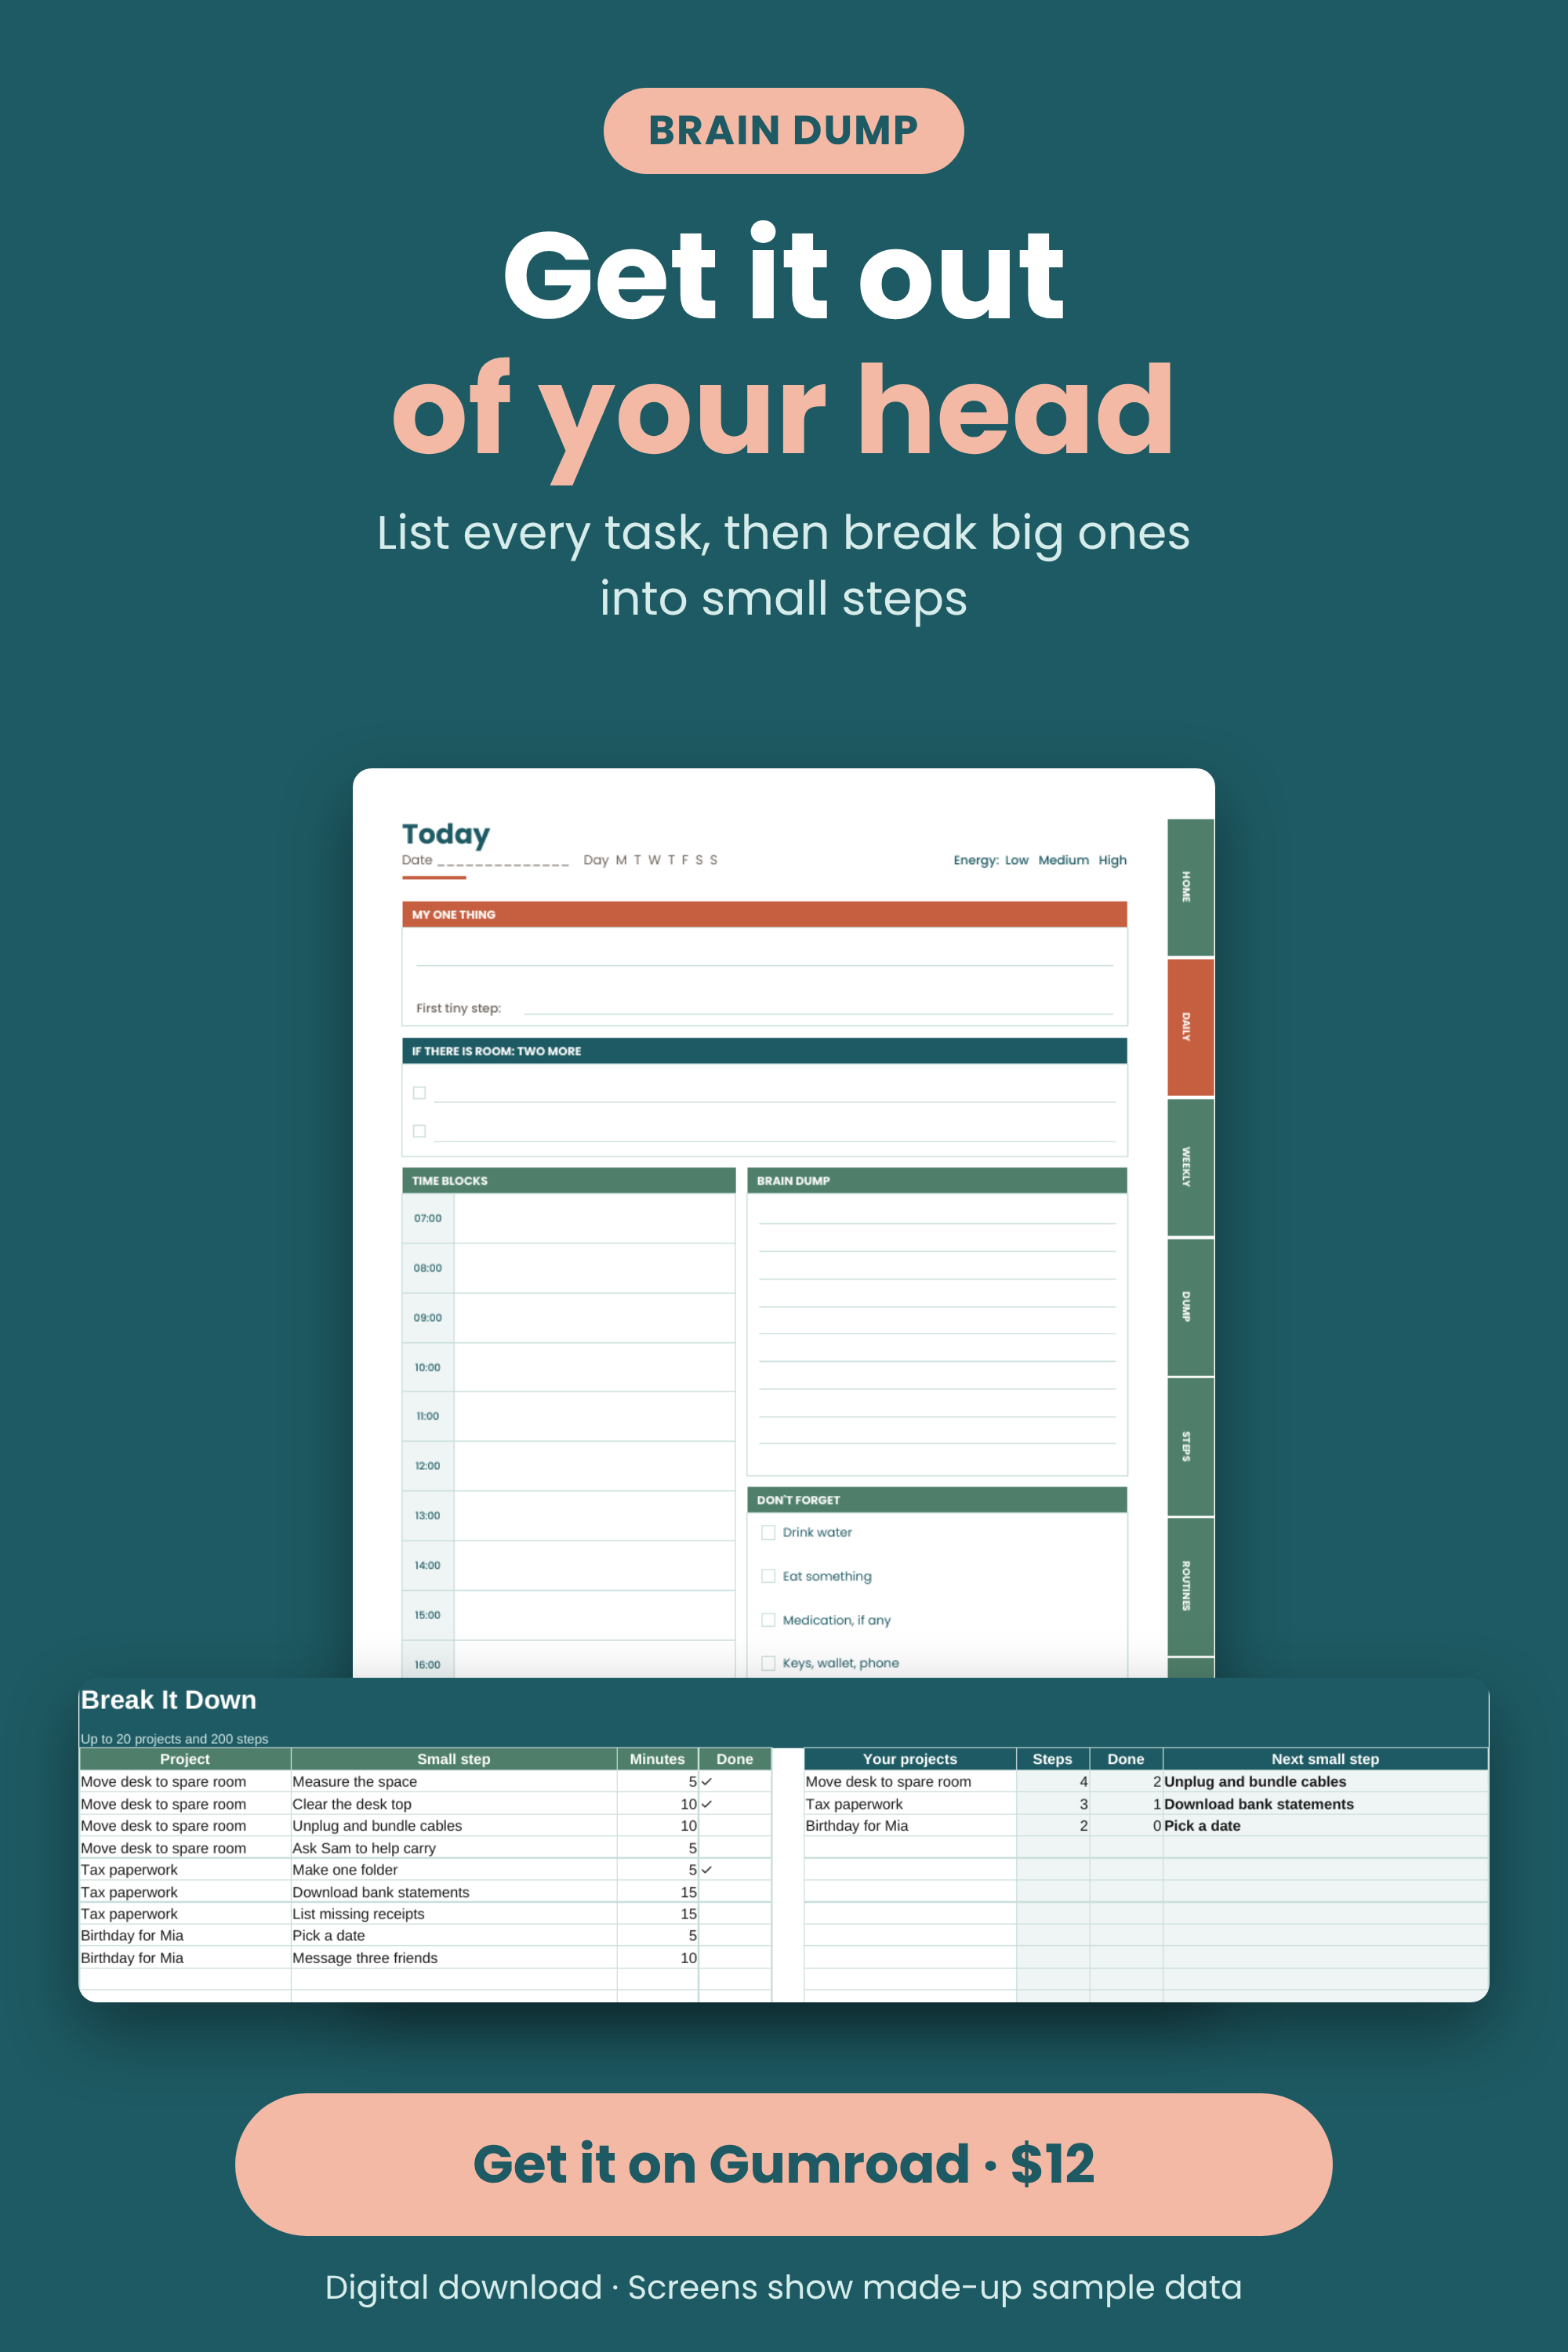 BRAIN DUMP
Get it out
of your head
List every task, then break big ones
into small steps
Today
Date ______________ Day M T W T F S S Energy: Low Medium High
MY ONE THING
First tiny step:
IF THERE IS ROOM: TWO MORE
TIME BLOCKS
07:00
08:00
09:00
10:00
11:00
12:00
13:00
14:00
15:00
16:00
BRAIN DUMP
DON'T FORGET
Drink water
Eat something
Medication, if any
Keys, wallet, phone
HOME
DAILY
WEEKLY
DUMP
STEPS
ROUTINES
Break It Down
Up to 20 projects and 200 steps
Project Small step Minutes Done
Move desk to spare room Measure the space 5 ✓
Move desk to spare room Clear the desk top 10 ✓
Move desk to spare room Unplug and bundle cables 10
Move desk to spare room Ask Sam to help carry 5
Tax paperwork Make one folder 5 ✓
Tax paperwork Download bank statements 15
Tax paperwork List missing receipts 15
Birthday for Mia Pick a date 5
Birthday for Mia Message three friends 10
Your projects Steps Done Next small step
Move desk to spare room 4 2 Unplug and bundle cables
Tax paperwork 3 1 Download bank statements
Birthday for Mia 2 0 Pick a date
Get it on Gumroad · $12
Digital download · Screens show made-up sample data